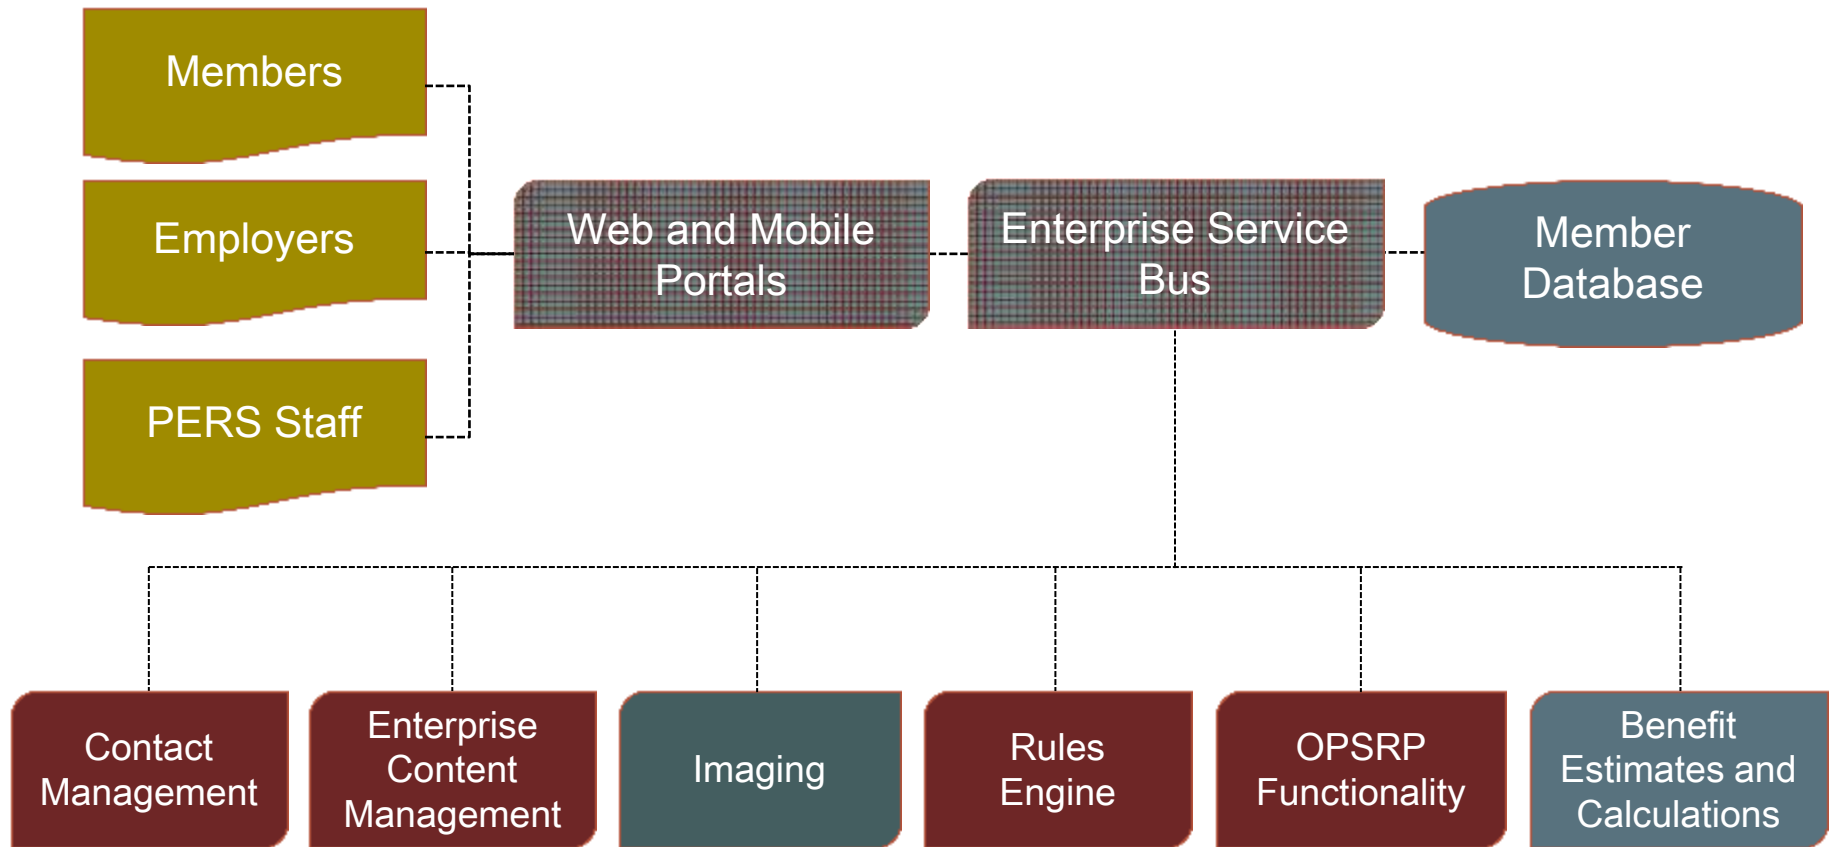 Members
Employers
PERS Staff
Web and Mobile
Portals
Enterprise Service
Bus
Member
Database
Contact
Management
Enterprise
Content
Management
Imaging
Rules
Engine
OPSRP
Functionality
Benefit
Estimates and
Calculations